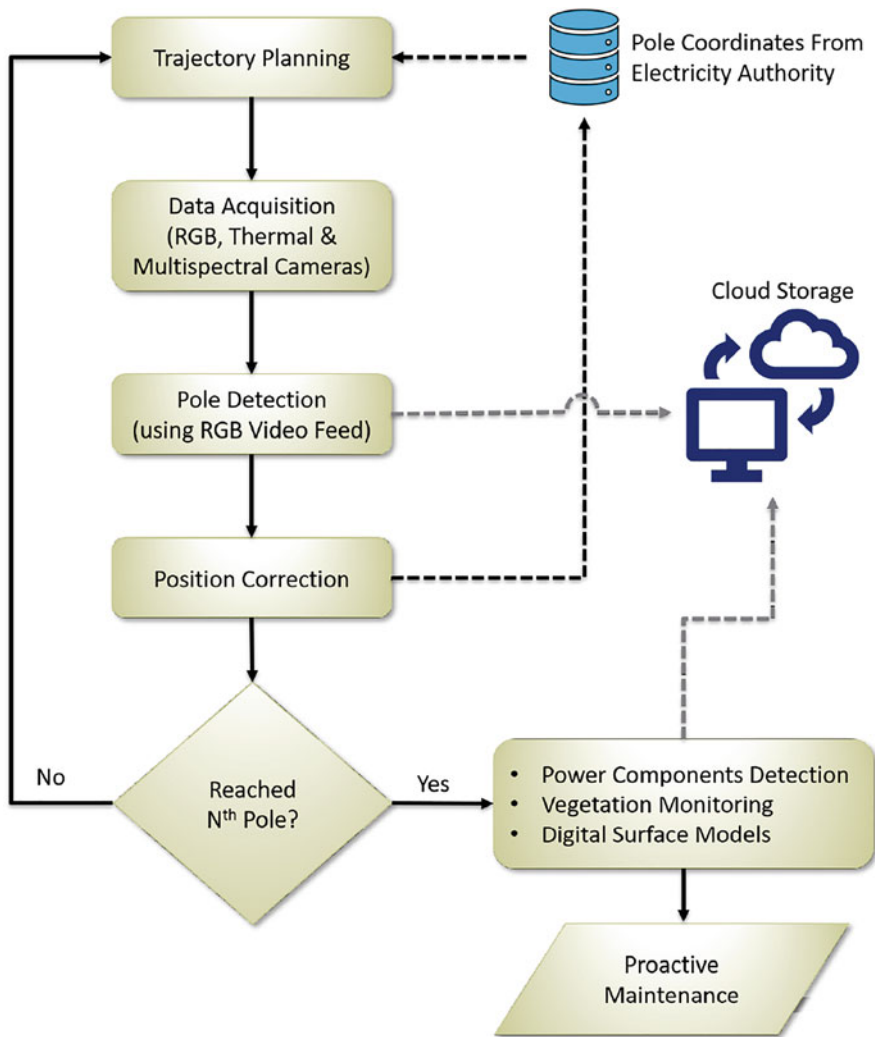 Trajectory Planning
Pole Coordinates From
Electricity Authority
Data Acquisition
(RGB, Thermal &
Multispectral Cameras)
Cloud Storage
Pole Detection
(using RGB Video Feed)
Position Correction
No
Reached
Nth Pole?
Yes
• Power Components Detection
• Vegetation Monitoring
• Digital Surface Models
Proactive
Maintenance